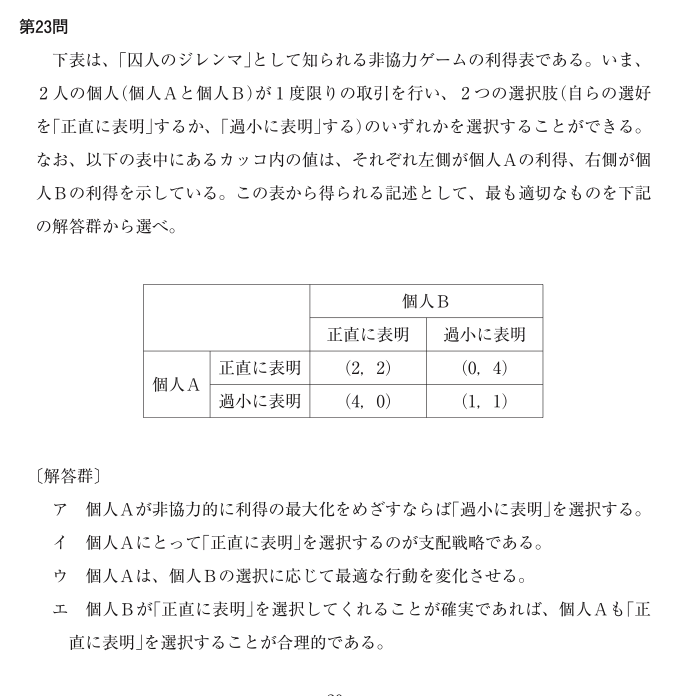 第23問
下表は、「囚人のジレンマ」として知られる非協力ゲームの利得表である。いま、
２人の個人(個人Ａと個人Ｂ)が１度限りの取引を行い、２つの選択肢(自らの選好
を「正直に表明」するか、「過小に表明」する)のいずれかを選択することができる。
なお、以下の表中にあるカッコ内の値は、それぞれ左側が個人Ａの利得、右側が個
人Ｂの利得を示している。この表から得られる記述として、最も適切なものを下記
の解答群から選べ。
個人Ｂ
正直に表明 過小に表明
個人Ａ 正直に表明 (2, 2) (0, 4)
過小に表明 (4, 0) (1, 1)
〔解答群〕
ア 個人Ａが非協力的に利得の最大化をめざすならば「過小に表明」を選択する。
イ 個人Ａにとって「正直に表明」を選択するのが支配戦略である。
ウ 個人Ａは、個人Ｂの選択に応じて最適な行動を変化させる。
エ 個人Ｂが「正直に表明」を選択してくれることが確実であれば、個人Ａも「正
直に表明」を選択することが合理的である。